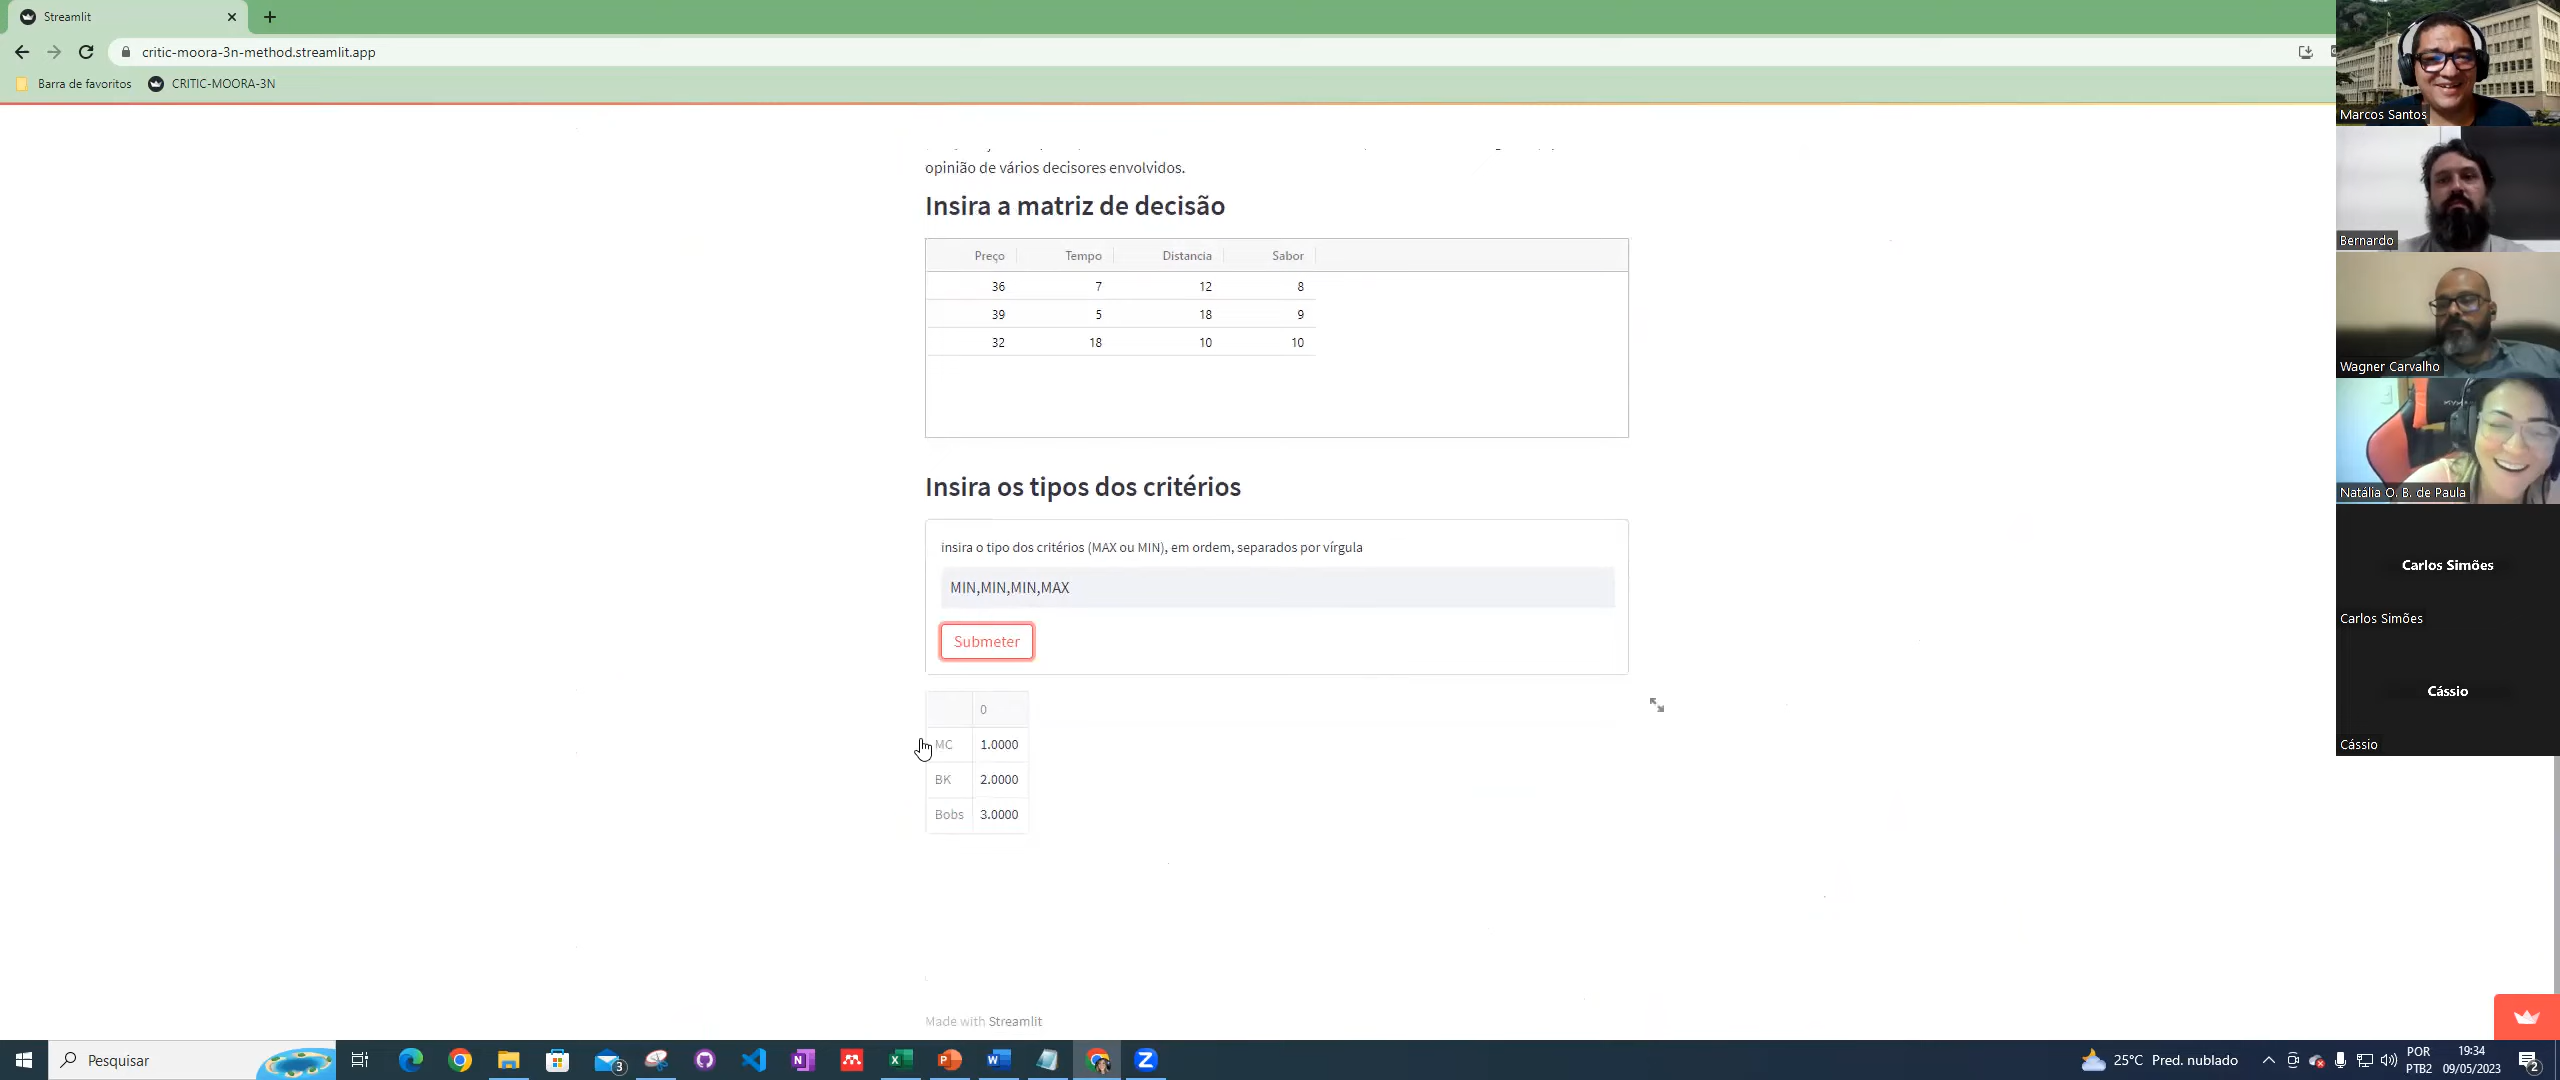 Streamlit
critic-moora-3n-method.streamlit.app
Barra de favoritos
CRITIC-MOORA-3N
opinião de vários decisores envolvidos.
Insira a matriz de decisão
Preço Tempo Distancia Sabor
36 7 12 8
39 5 18 9
32 18 10 10
Insira os tipos dos critérios
insira o tipo dos critérios (MAX ou MIN), em ordem, separados por vírgula
MIN,MIN,MIN,MAX
Submeter
0
MC 1.0000
BK 2.0000
Bobs 3.0000
Made with Streamlit
Marcos Santos
Bernardo
Wagner Carvalho
Natália O. B. de Paula
Carlos Simões
Carlos Simões
Cássio
Cássio
Pesquisar
3
25°C Pred. nublado
POR
PTB2
19:34
09/05/2023
2